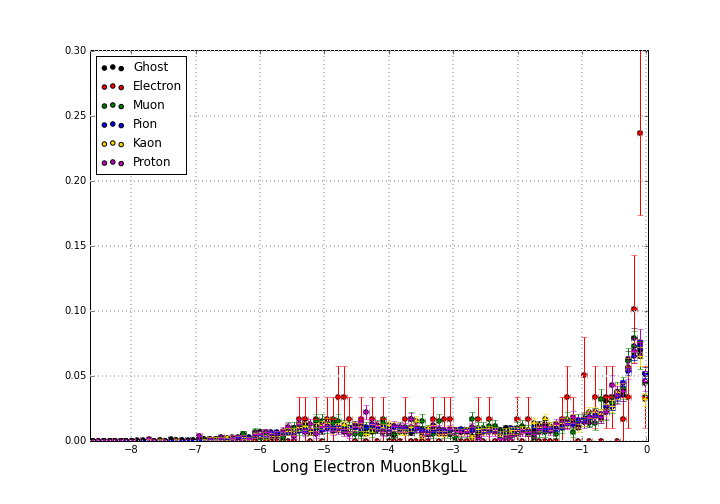 0.30
Ghost
Electron
Muon
Pion
Kaon
Proton
0.25
0.20
0.15
0.10
0.05
0.00
−8 −7 −6 −5 −4 −3 −2 −1 0
Long Electron MuonBkgLL